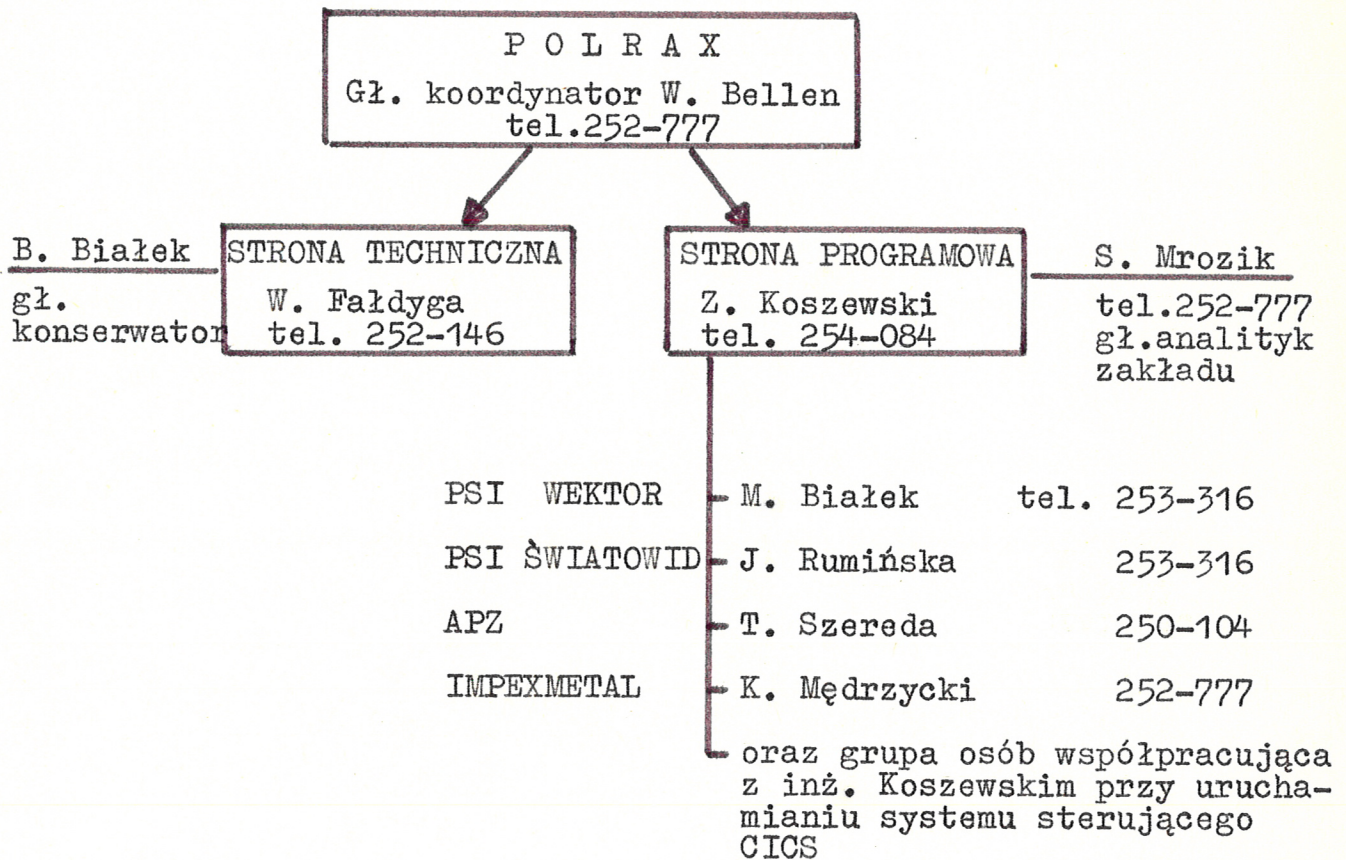 P O L R A X
Gł. koordynator W. Bellen
tel.252-777
B. Białek
gł.
konserwator
STRONA TECHNICZNA
W. Fałdyga
tel. 252-146
STRONA PROGRAMOWA
Z. Koszewski
tel. 254-084
S. Mrozik
tel.252-777
gł.analityk
zakładu
PSI WEKTOR M. Białek tel. 253-316
PSI ŚWIATOWID J. Rumińska 253-316
APZ T. Szereda 250-104
IMPEXMETAL K. Mędrzycki 252-777
oraz grupa osób współpracująca
z inż. Koszewskim przy urucha-
mianiu systemu sterującego
CICS